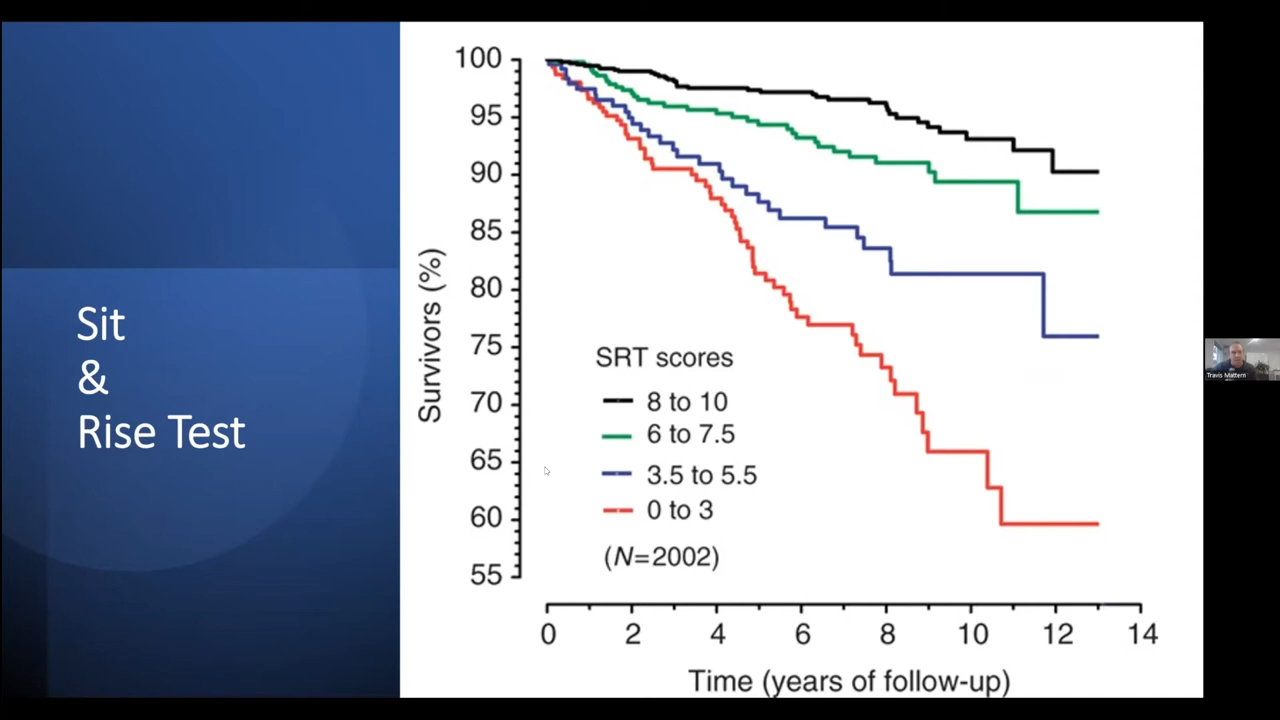 Sit
&
Rise Test
100
95
90
85
80
75
70
65
60
55
Survivors (%)
SRT scores
8 to 10
6 to 7.5
3.5 to 5.5
0 to 3
(N=2002)
0 2 4 6 8 10 12 14
Time (years of follow-up)
Travis Mattern